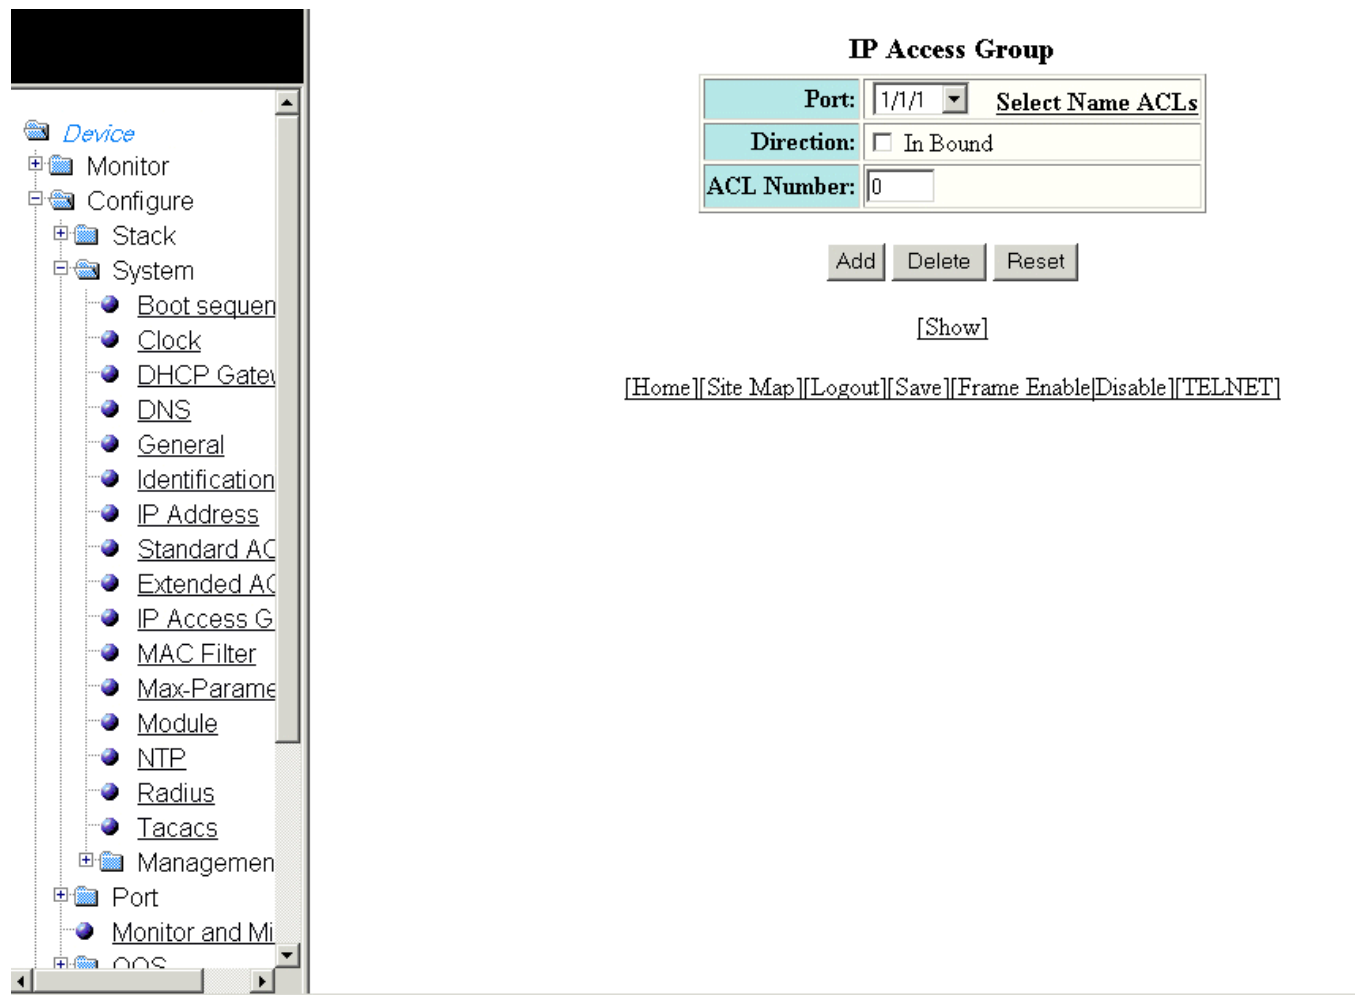 Device
Monitor
Configure
Stack
System
Boot sequen
Clock
DHCP Gatew
DNS
General
Identification
IP Address
Standard AC
Extended AC
IP Access G
MAC Filter
Max-Parame
Module
NTP
Radius
Tacacs
Managemen
Port
Monitor and Mi
QOS
IP Access Group
Port: 1/1/1 Select Name ACLs
Direction: In Bound
ACL Number: 0
Add Delete Reset
[Show]
[Home][Site Map][Logout][Save][Frame Enable|Disable][TELNET]